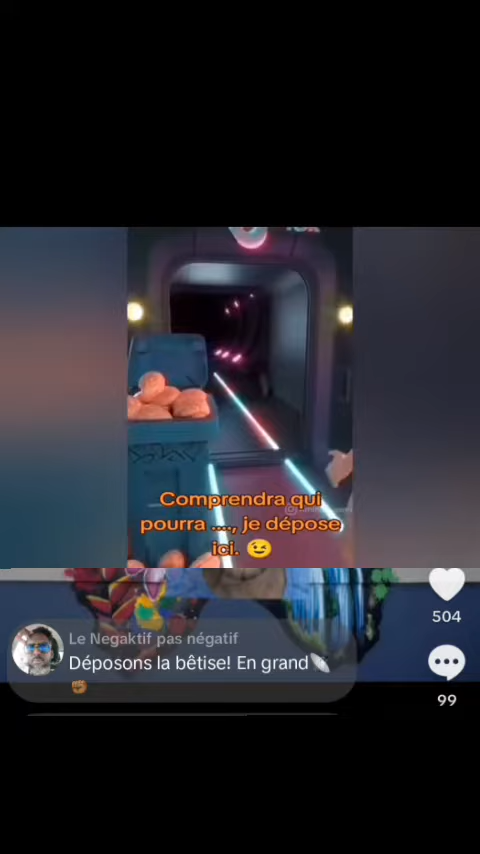 Comprendra qui
pourra ...., je dépose
ici. 😉
504
Le Negaktif pas négatif
Déposons la bêtise! En grand🪽
✊
99